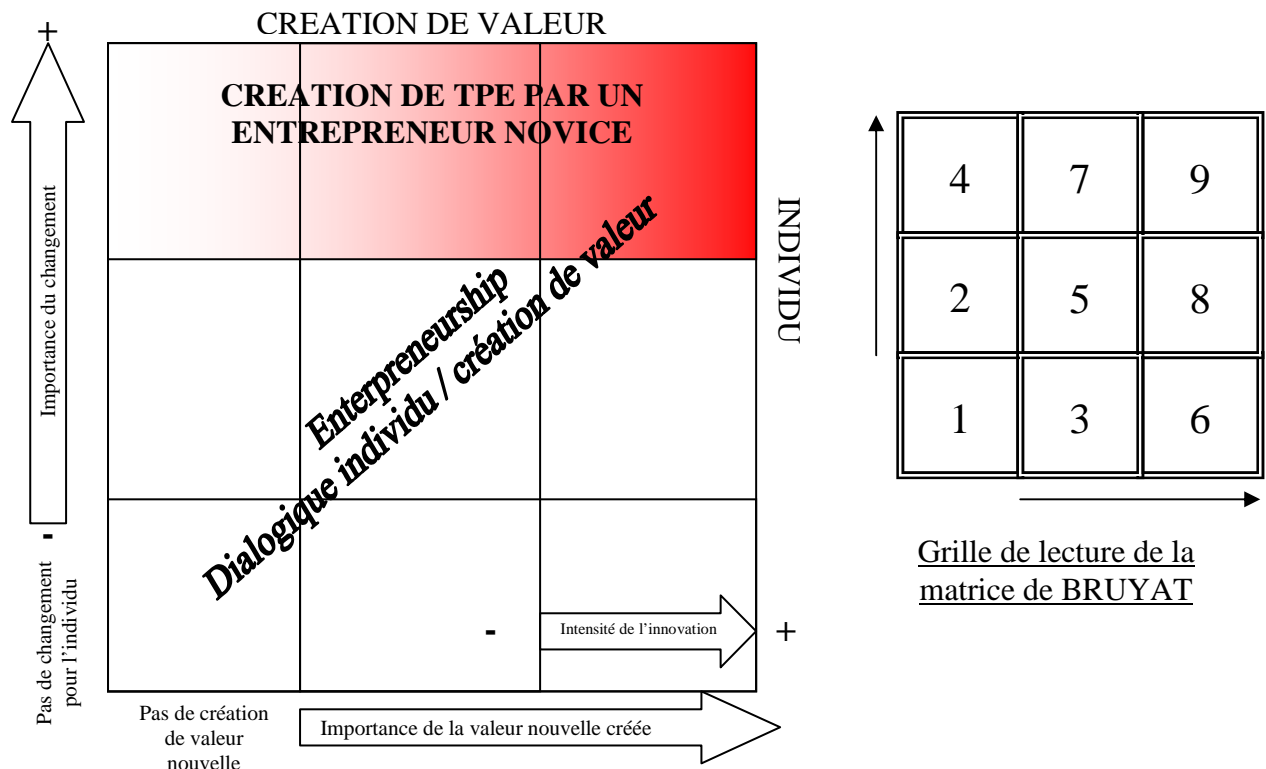 CREATION DE VALEUR
+
CREATION DE TPE PAR UN
ENTREPRENEUR NOVICE
Importance du changement
INDIVIDU
Enterpreneurship
Dialogique individu / création de valeur
-
Pas de changement
pour l'individu
-
Intensité de l'innovation
+
Pas de création
de valeur
nouvelle
Importance de la valeur nouvelle créée
4 7 9
2 5 8
1 3 6
Grille de lecture de la
matrice de BRUYAT